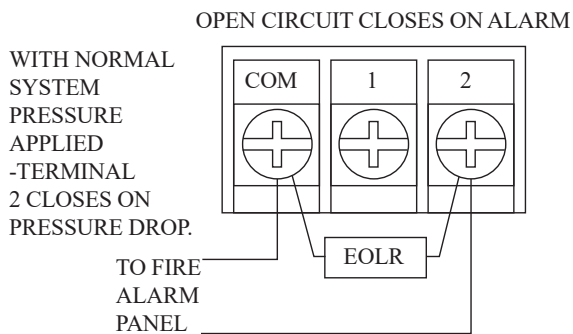 OPEN CIRCUIT CLOSES ON ALARM
WITH NORMAL
SYSTEM
PRESSURE
APPLIED
-TERMINAL
2 CLOSES ON
PRESSURE DROP.
COM
1
2
EOLR
TO FIRE
ALARM
PANEL